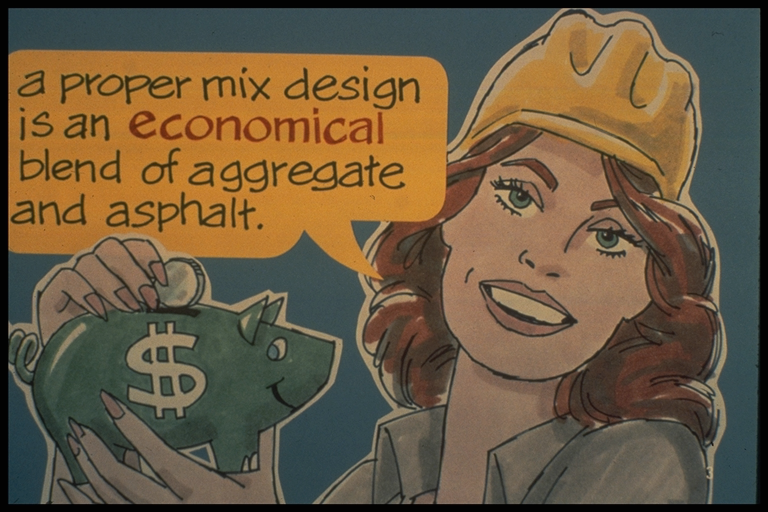 a proper mix design
is an economical
blend of aggregate
and asphalt.
$